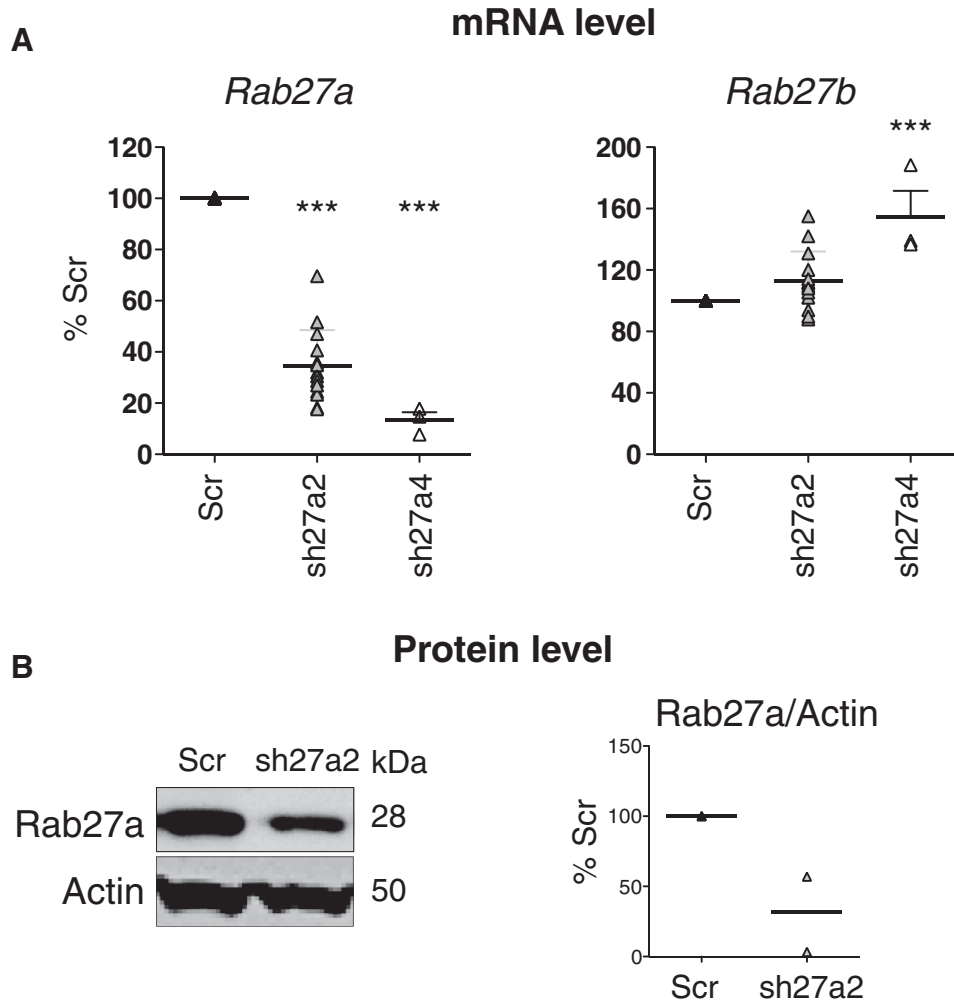 A
mRNA level
Rab27a
Rab27b
% Scr
120
100
80
60
40
20
0
*** ***
Scr
sh27a2
sh27a4
200
160
120
80
40
0
***
Scr
sh27a2
sh27a4
B
Protein level
Scr sh27a2 kDa
Rab27a 28
Actin 50
Rab27a/Actin
% Scr
150
100
50
0
Scr sh27a2